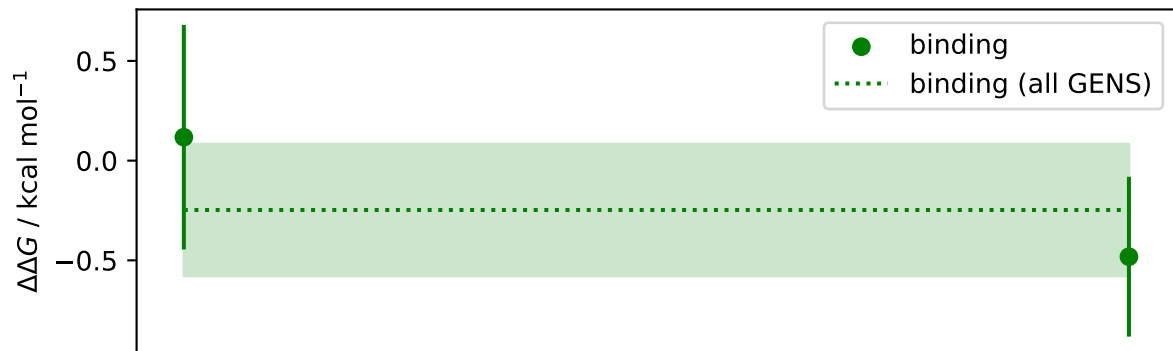 ΔΔG / kcal mol⁻¹
0.5
0.0
−0.5
binding
binding (all GENS)